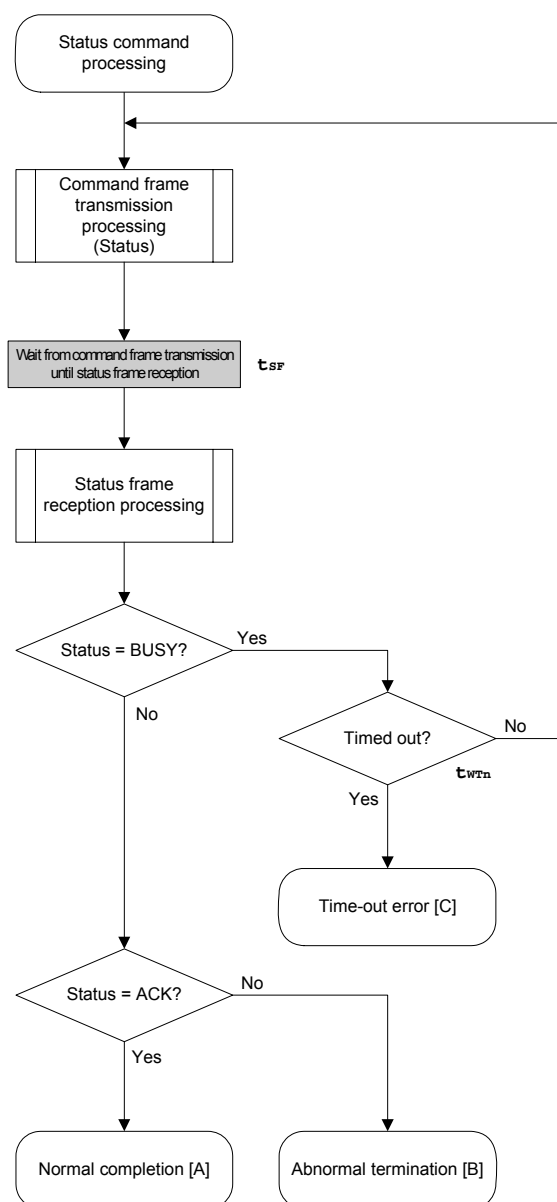 Status command
processing
Command frame
transmission
processing
(Status)
Wait from command frame transmission
until status frame reception
tSF
Status frame
reception processing
Status = BUSY?
Yes
No
Timed out?
No
tWTn
Yes
Time-out error [C]
Status = ACK?
No
Yes
Normal completion [A]
Abnormal termination [B]